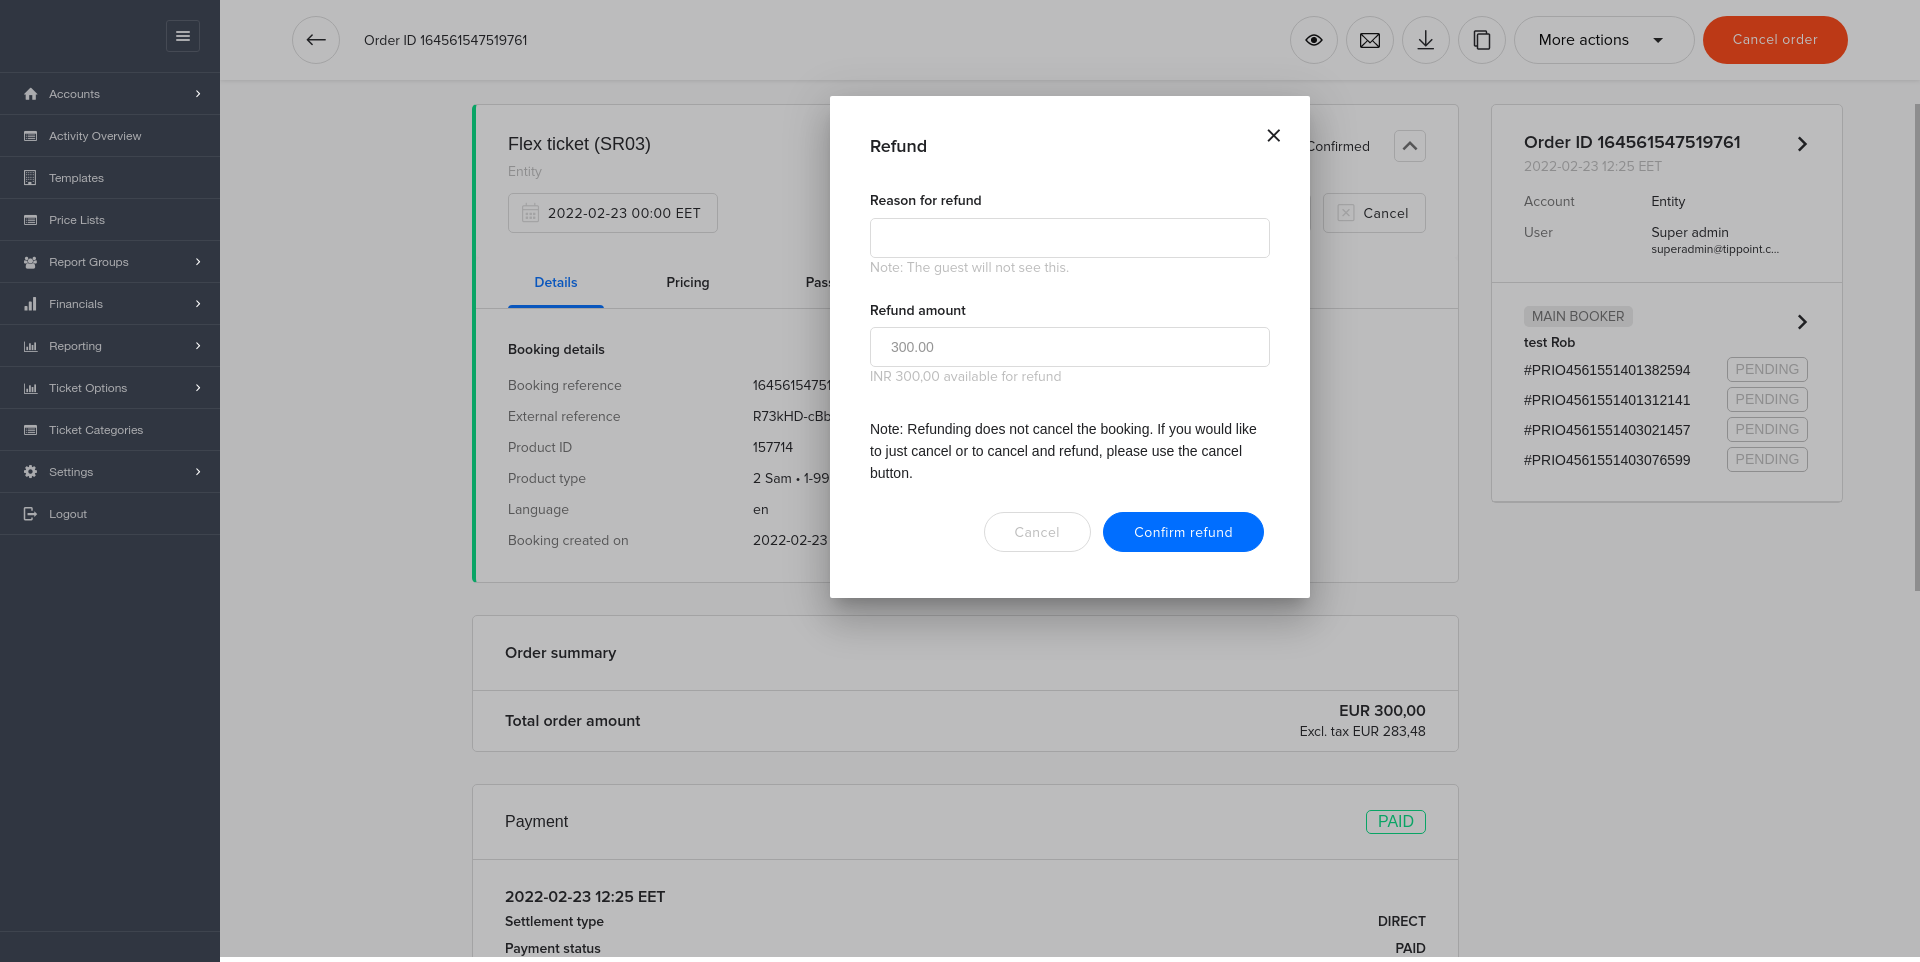 Order ID 164561547519761
More actions
Cancel order
Accounts
Activity Overview
Templates
Price Lists
Report Groups
Financials
Reporting
Ticket Options
Ticket Categories
Settings
Logout
Flex ticket (SR03)
Entity
2022-02-23 00:00 EET
Confirmed
Cancel
Details
Pricing
Booking details
Booking reference
16456154751
External reference
R73kHD-cBb
Product ID
157714
Product type
2 Sam • 1-99
Language
en
Booking created on
2022-02-23
Refund
Reason for refund
Note: The guest will not see this.
Refund amount
300.00
INR 300,00 available for refund
Note: Refunding does not cancel the booking. If you would like
to just cancel or to cancel and refund, please use the cancel
button.
Cancel
Confirm refund
Order ID 164561547519761
2022-02-23 12:25 EET
Account
Entity
User
Super admin
superadmin@tippoint.c...
MAIN BOOKER
test Rob
#PRIO4561551401382594 PENDING
#PRIO4561551401312141 PENDING
#PRIO4561551403021457 PENDING
#PRIO4561551403076599 PENDING
Order summary
Total order amount
EUR 300,00
Excl. tax EUR 283,48
Payment
PAID
2022-02-23 12:25 EET
Settlement type
DIRECT
Payment status
PAID